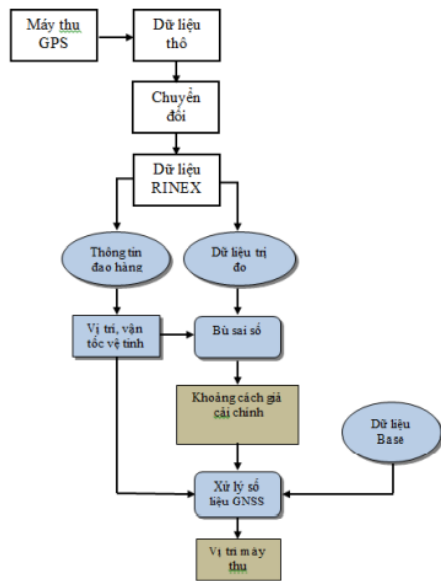 Máy thu
GPS
Dữ liệu
thô
Chuyển
đổi
Dữ liệu
RINEX
Thông tin
đạo hàng
Dữ liệu trị
đo
Vị trí, vận
tốc vệ tinh
Bù sai số
Khoảng cách giả
cải chính
Dữ liệu
Base
Xử lý số
liệu GNSS
Vị trí máy
thu